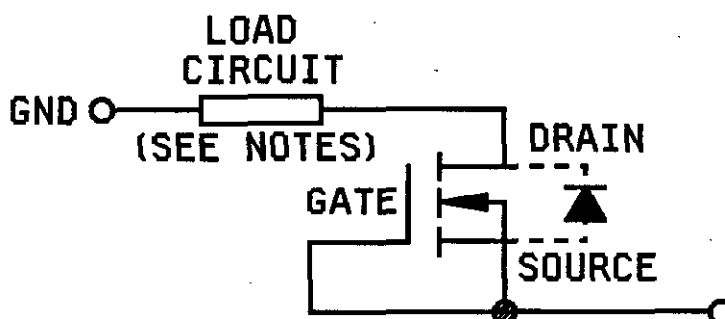 LOAD
CIRCUIT
GND
(SEE NOTES)
DRAIN
GATE
SOURCE